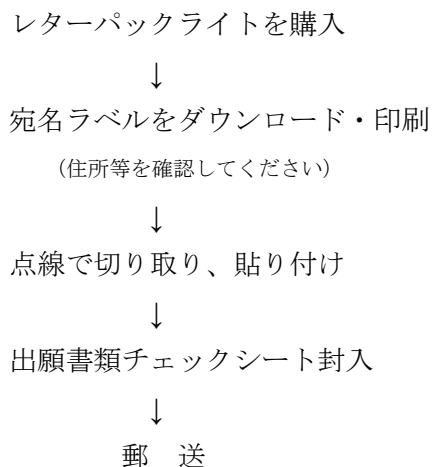 レターパックライトを購入
↓
宛名ラベルをダウンロード・印刷
（住所等を確認してください）
↓
点線で切り取り、貼り付け
↓
出願書類チェックシート封入
↓
郵　送